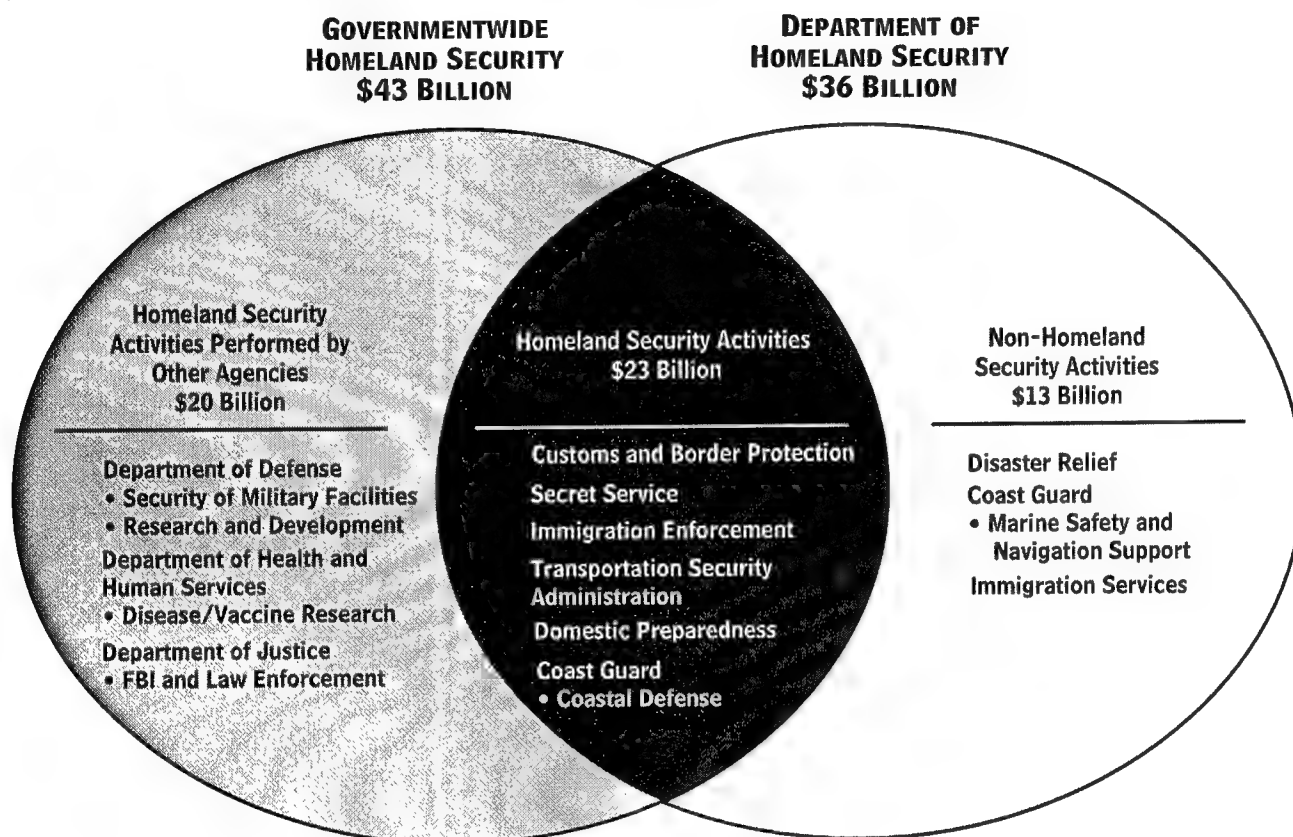 GOVERNMENTWIDE
HOMELAND SECURITY
$43 BILLION
DEPARTMENT OF
HOMELAND SECURITY
$36 BILLION
Homeland Security
Activities Performed by
Other Agencies
$20 Billion
Department of Defense
• Security of Military Facilities
• Research and Development
Department of Health and
Human Services
• Disease/Vaccine Research
Department of Justice
• FBI and Law Enforcement
Homeland Security Activities
$23 Billion
Customs and Border Protection
Secret Service
Immigration Enforcement
Transportation Security
Administration
Domestic Preparedness
Coast Guard
• Coastal Defense
Non-Homeland
Security Activities
$13 Billion
Disaster Relief
Coast Guard
• Marine Safety and
Navigation Support
Immigration Services